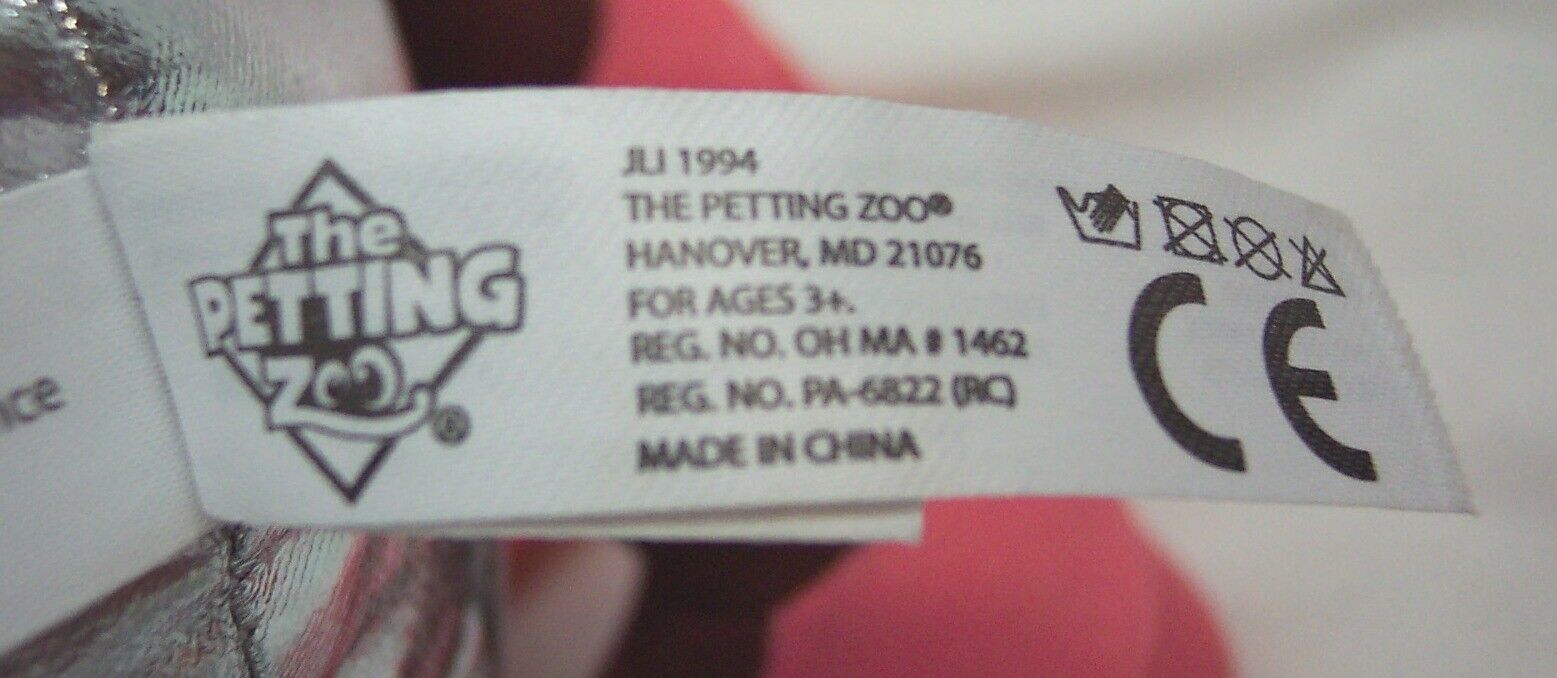 The
PETTING
ZOO®
JLI 1994
THE PETTING ZOO®
HANOVER, MD 21076
FOR AGES 3+.
REG. NO. OH MA # 1462
REG. NO. PA-6822 (RC)
MADE IN CHINA
CE